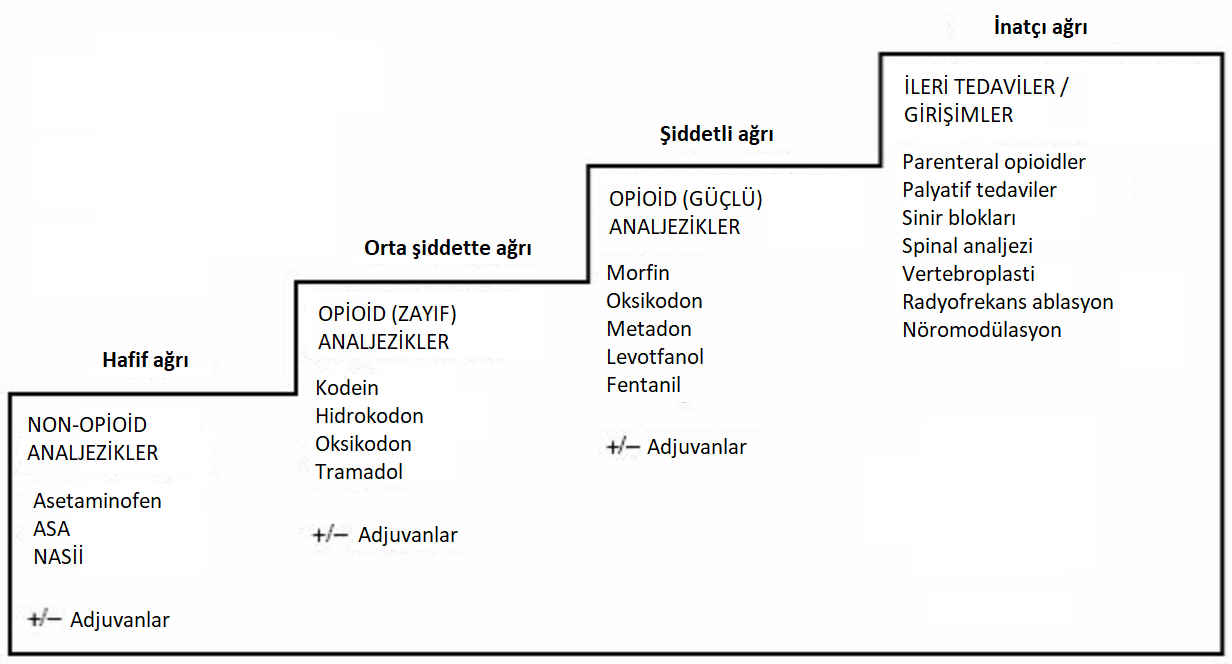 Hafif ağrı
NON-OPİOİD
ANALJEZİKLER
Asetaminofen
ASA
NASİİ
+/− Adjuvanlar
Orta şiddette ağrı
OPİOİD (ZAYIF)
ANALJEZİKLER
Kodein
Hidrokodon
Oksikodon
Tramadol
+/− Adjuvanlar
Şiddetli ağrı
OPİOİD (GÜÇLÜ)
ANALJEZİKLER
Morfin
Oksikodon
Metadon
Levotfanol
Fentanil
+/− Adjuvanlar
İnatçı ağrı
İLERİ TEDAVİLER /
GİRİŞİMLER
Parenteral opioidler
Palyatif tedaviler
Sinir blokları
Spinal analjezi
Vertebroplasti
Radyofrekans ablasyon
Nöromodülasyon